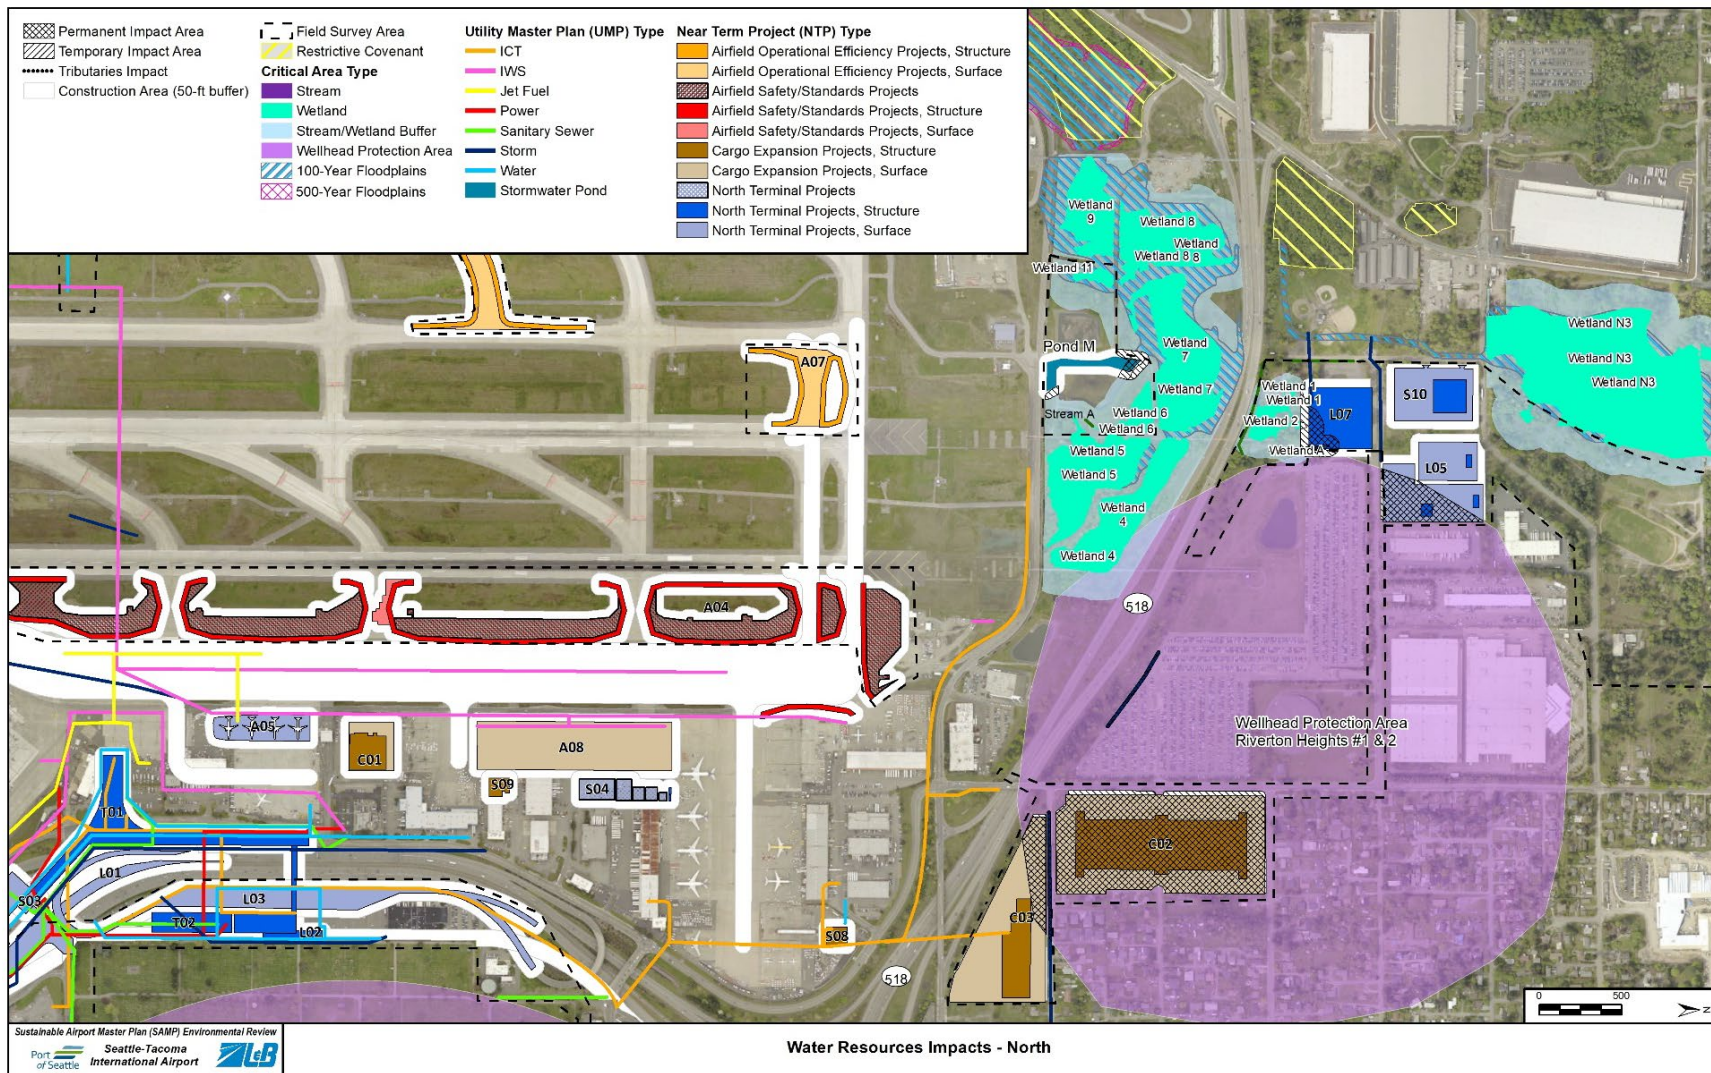 Permanent Impact Area
Temporary Impact Area
Tributaries Impact
Construction Area (50-ft buffer)
Field Survey Area
Restrictive Covenant
Critical Area Type
Stream
Wetland
Stream/Wetland Buffer
Wellhead Protection Area
100-Year Floodplains
500-Year Floodplains
Utility Master Plan (UMP) Type
ICT
IWS
Jet Fuel
Power
Sanitary Sewer
Storm
Water
Stormwater Pond
Near Term Project (NTP) Type
Airfield Operational Efficiency Projects, Structure
Airfield Operational Efficiency Projects, Surface
Airfield Safety/Standards Projects
Airfield Safety/Standards Projects, Structure
Airfield Safety/Standards Projects, Surface
Cargo Expansion Projects, Structure
Cargo Expansion Projects, Surface
North Terminal Projects
North Terminal Projects, Structure
North Terminal Projects, Surface
Wetland
9
Wetland 8
Wetland
8
Wetland 8
Wetland 11
Pond M
Wetland
7
Wetland 7
Stream A
Wetland 6
Wetland 6
Wetland 5
Wetland 5
Wetland
4
Wetland 4
Wetland 1
Wetland 1
Wetland 2
Wetland A
L07
S10
L05
Wetland N3
Wetland N3
Wetland N3
A07
A04
518
Wellhead Protection Area
Riverton Heights #1 & 2
A05
C01
A08
S09
S04
T01
L01
S03
L03
T02
L02
S08
518
C03
C02
0
500
N
Sustainable Airport Master Plan (SAMP) Environmental Review
Port
of Seattle
Seattle-Tacoma
International Airport
L&B
Water Resources Impacts - North